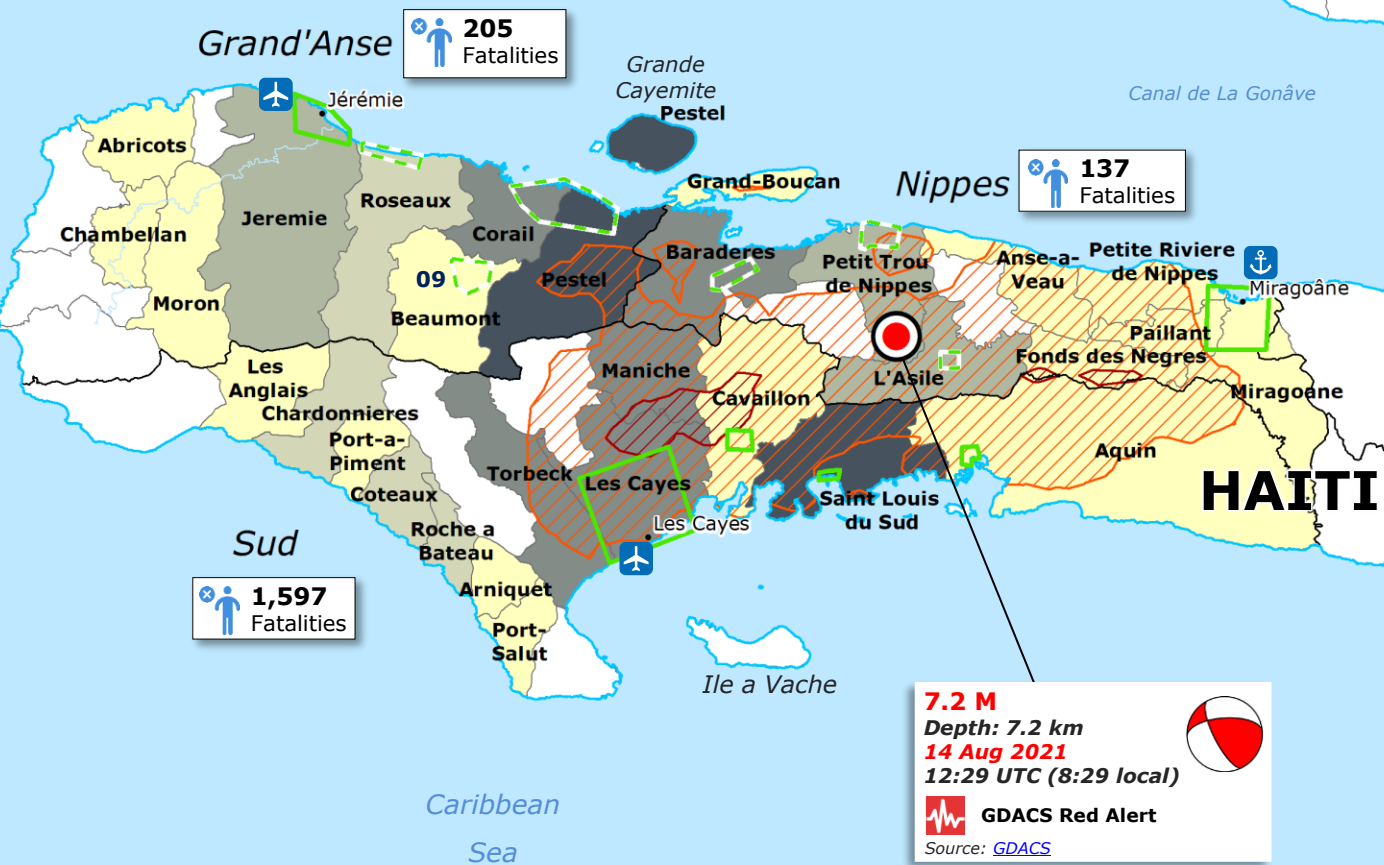 Grand'Anse
205
Fatalities
Grande
Cayemite
Pestel
Canal de La Gonâve
Jérémie
Abricots
Grand-Boucan
Nippes
137
Fatalities
Roseaux
Jeremie
Chambellan
Corail
Baraderes
Petit Trou
de Nippes
Anse-a-
Veau
Petite Riviere
de Nippes
Miragoâne
09
Pestel
Moron
Beaumont
Paillant
Fonds des Negres
Les
Anglais
Maniche
L'Asile
Miragoane
Chardonnieres
Cavaillon
Port-a-
Piment
Aquin
Torbeck
Les Cayes
Coteaux
Saint Louis
du Sud
HAITI
Les Cayes
Roche a
Bateau
Sud
Arniquet
1,597
Fatalities
Port-
Salut
Ile a Vache
7.2 M
Depth: 7.2 km
14 Aug 2021
12:29 UTC (8:29 local)
GDACS Red Alert
Source: GDACS
Caribbean
Sea